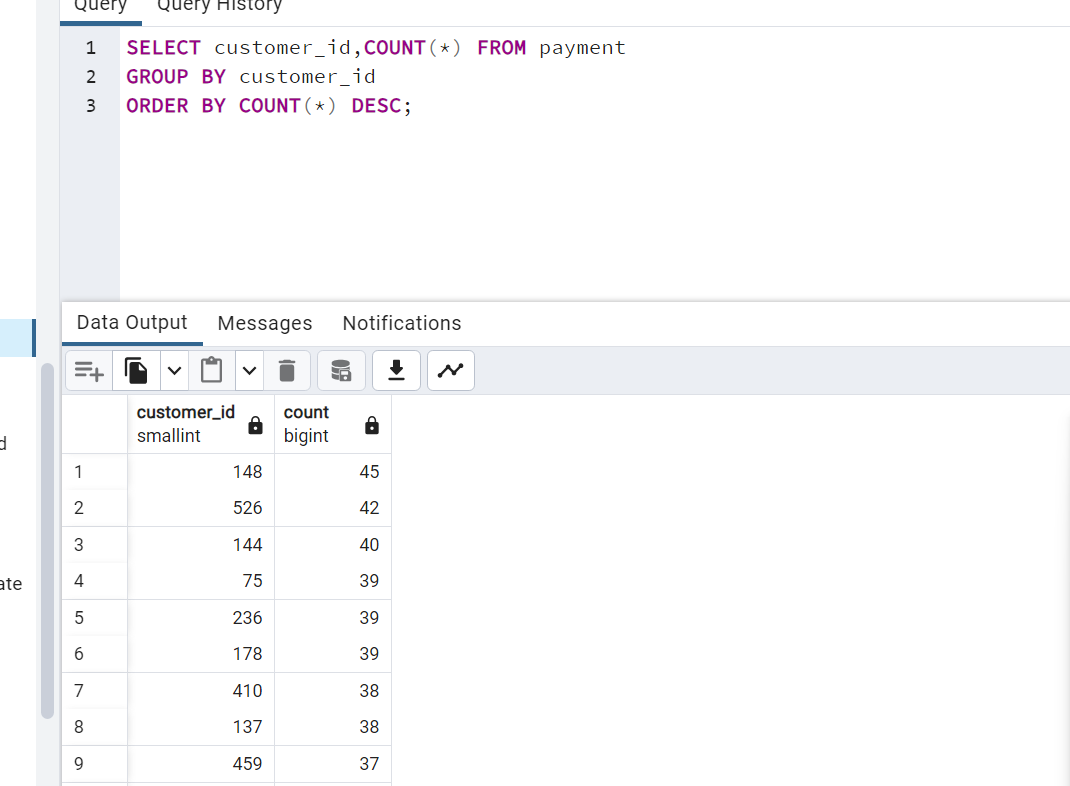 Query Query History
1 SELECT customer_id,COUNT(*) FROM payment
2 GROUP BY customer_id
3 ORDER BY COUNT(*) DESC;
Data Output Messages Notifications
customer_id count
smallint bigint
1 148 45
2 526 42
d
3 144 40
4 75 39
ate
5 236 39
6 178 39
7 410 38
8 137 38
9 459 37